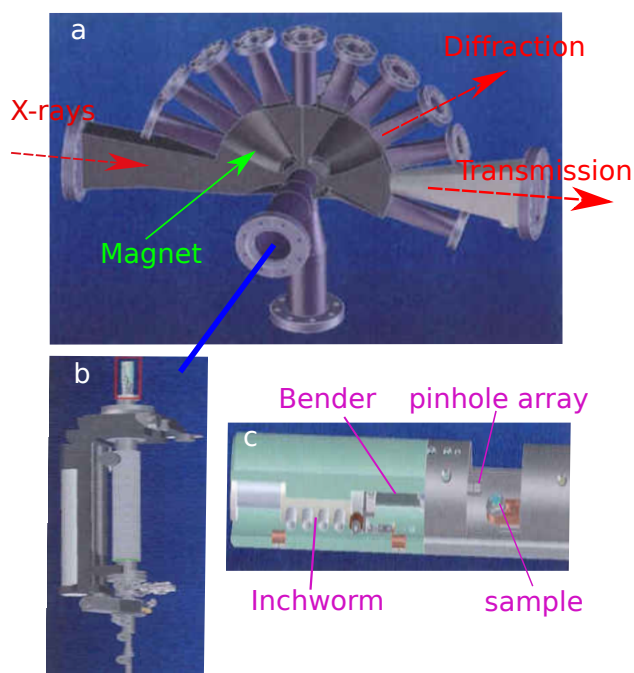 a
Diffraction
X-rays
Transmission
Magnet
b
Bender
pinhole array
c
Inchworm
sample